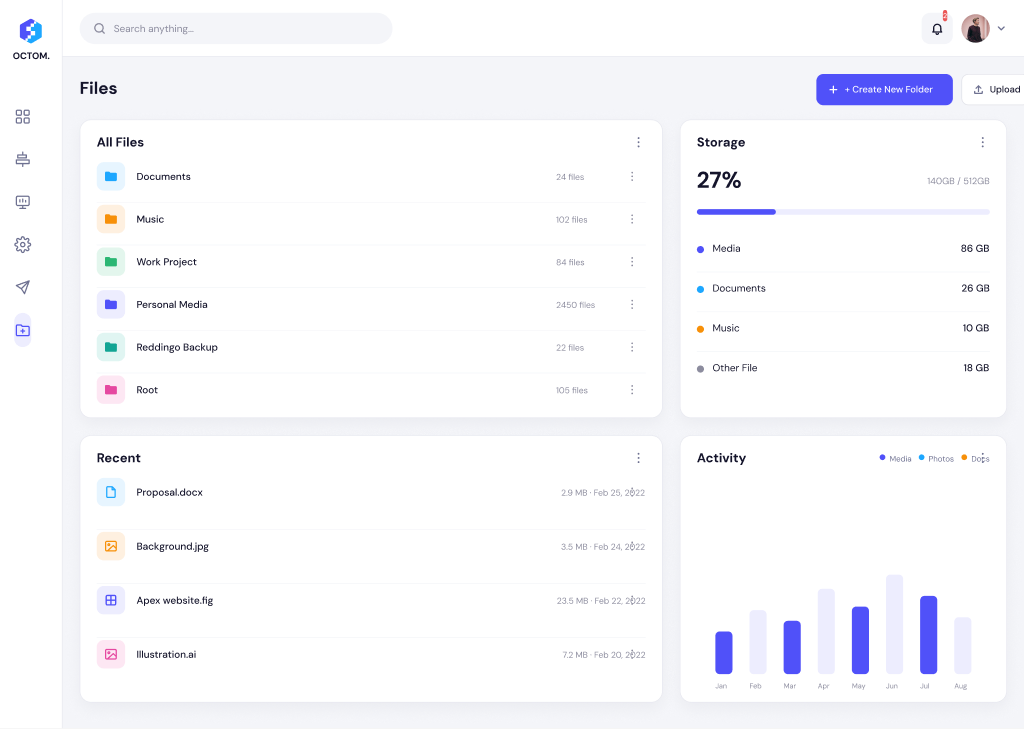 OCTOM.
Search anything...
2
Files
+ Create New Folder
Upload
All Files
Documents
24 files
Music
102 files
Work Project
84 files
Personal Media
2450 files
Reddingo Backup
22 files
Root
105 files
Storage
27%
140GB / 512GB
Media
86 GB
Documents
26 GB
Music
10 GB
Other File
18 GB
Recent
Proposal.docx
2.9 MB · Feb 25, 2022
Background.jpg
3.5 MB · Feb 24, 2022
Apex website.fig
23.5 MB · Feb 22, 2022
Illustration.ai
7.2 MB · Feb 20, 2022
Activity
Media Photos Docs
Jan Feb Mar Apr May Jun Jul Aug